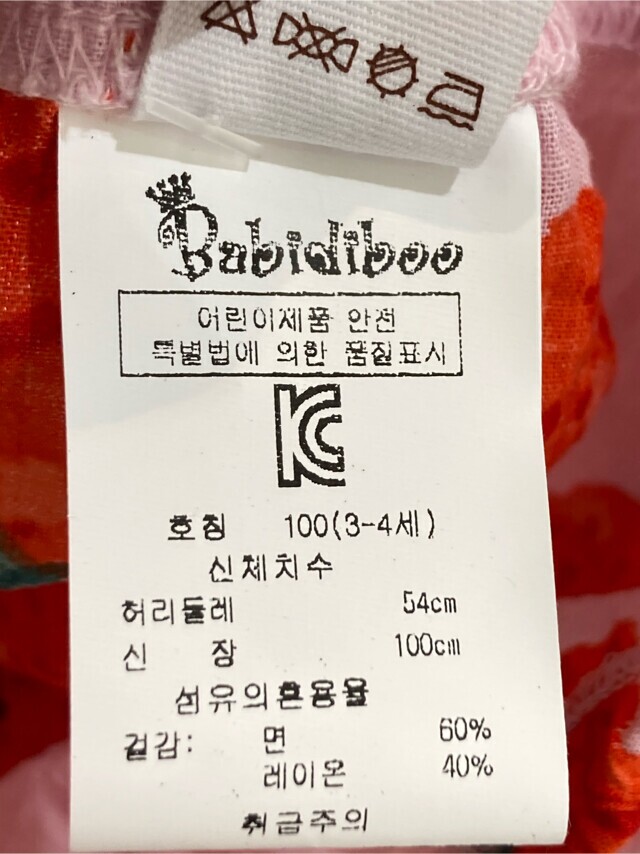 Babidiboo
어린이제품 안전
특별법에 의한 품질표시
KC
호칭 100(3-4세)
신체치수
허리둘레 54cm
신 장 100cm
섬유의혼용율
겉감: 면 60%
레이온 40%
취급주의